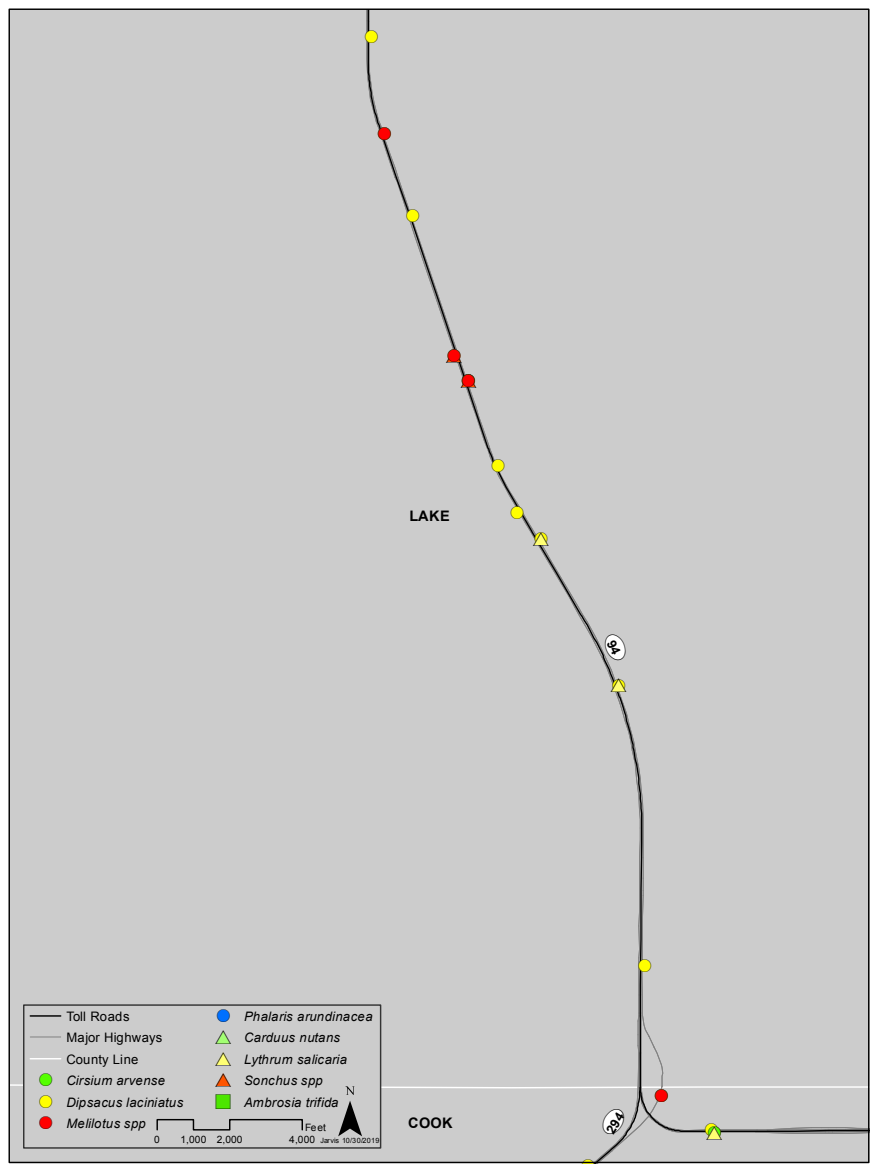 LAKE
94
Toll Roads
Major Highways
County Line
Cirsium arvense
Dipsacus laciniatus
Melilotus spp
Phalaris arundinacea
Carduus nutans
Lythrum salicaria
Sonchus spp
Ambrosia trifida
N
Feet
0 1,000 2,000 4,000
Jarvis 10/30/2019
COOK
294